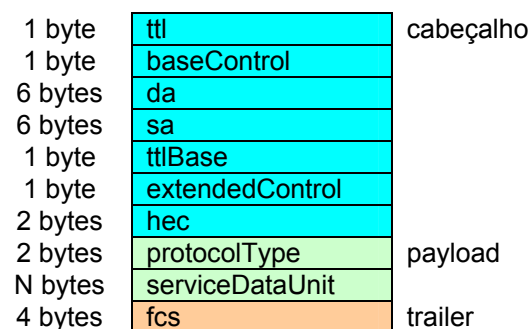 1 byte ttl cabeçalho
1 byte baseControl
6 bytes da
6 bytes sa
1 byte ttlBase
1 byte extendedControl
2 bytes hec
2 bytes protocolType payload
N bytes serviceDataUnit
4 bytes fcs trailer